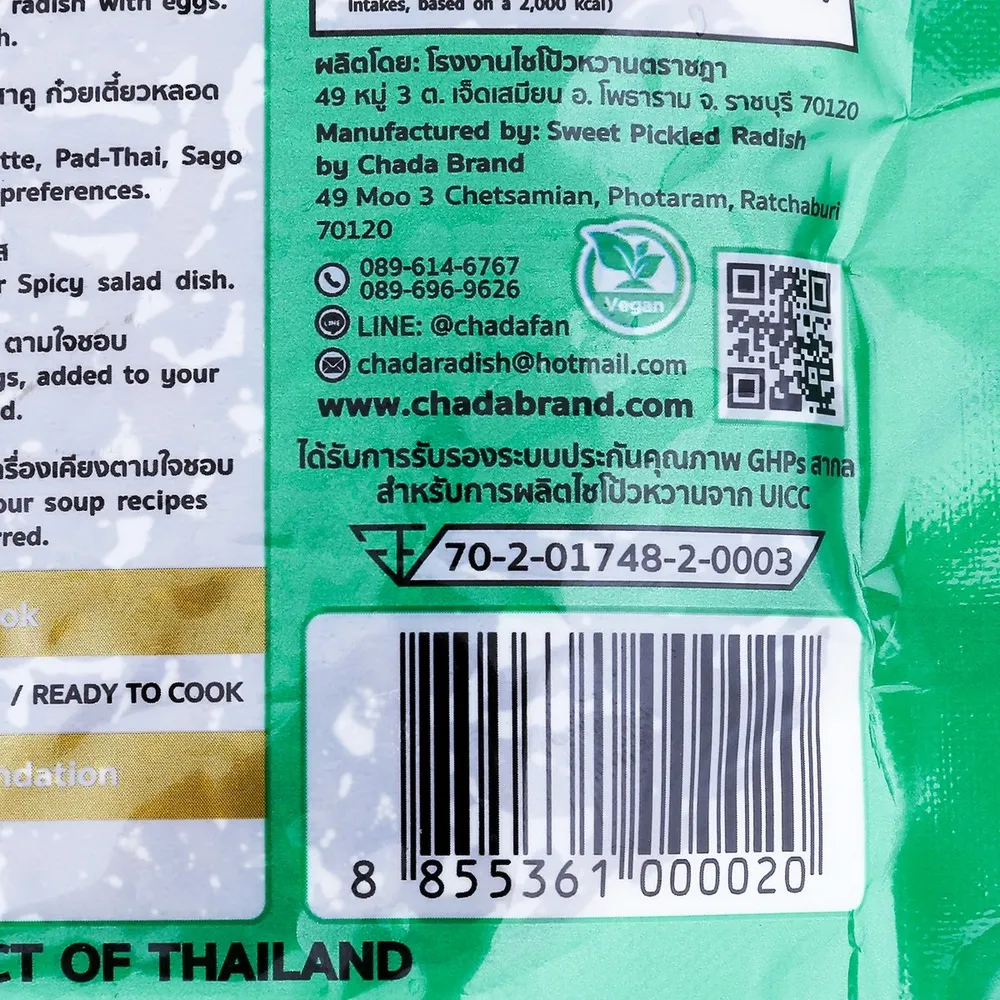 radish with eggs.
h.
ก๋วยเตี๋ยวหลอด
tte, Pad-Thai, Sago
preferences.
Spicy salad dish.
ตามใจชอบ
gs, added to your
d.
ครื่องเคียงตามใจชอบ
our soup recipes
rred.
ok
/ READY TO COOK
ndation
CT OF THAILAND
intakes, based on a 2,000 kcal)
ผลิตโดย: โรงงานไชโป๊วหวานตราชฎา
49 หมู่ 3 ต. เจ็ดเสมียน อ. โพธาราม จ. ราชบุรี 70120
Manufactured by: Sweet Pickled Radish
by Chada Brand
49 Moo 3 Chetsamian, Photaram, Ratchaburi
70120
089-614-6767
089-696-9626
LINE: @chadafan
chadaradish@hotmail.com
www.chadabrand.com
Vegan
ได้รับการรับรองระบบประกันคุณภาพ GHPs สากล
สำหรับการผลิตไชโป๊วหวานจาก UICC
70-2-01748-2-0003
8 855361 000020